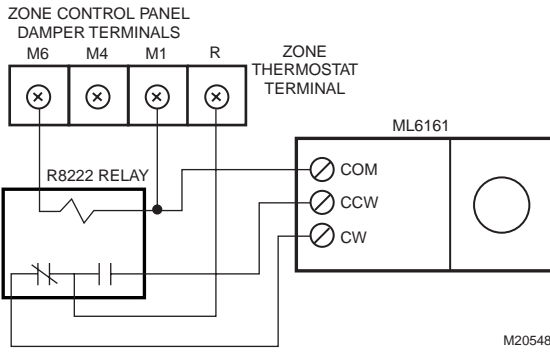 ZONE CONTROL PANEL
DAMPER TERMINALS
M6 M4 M1 R
ZONE
THERMOSTAT
TERMINAL
ML6161
R8222 RELAY
COM
CCW
CW
M20548